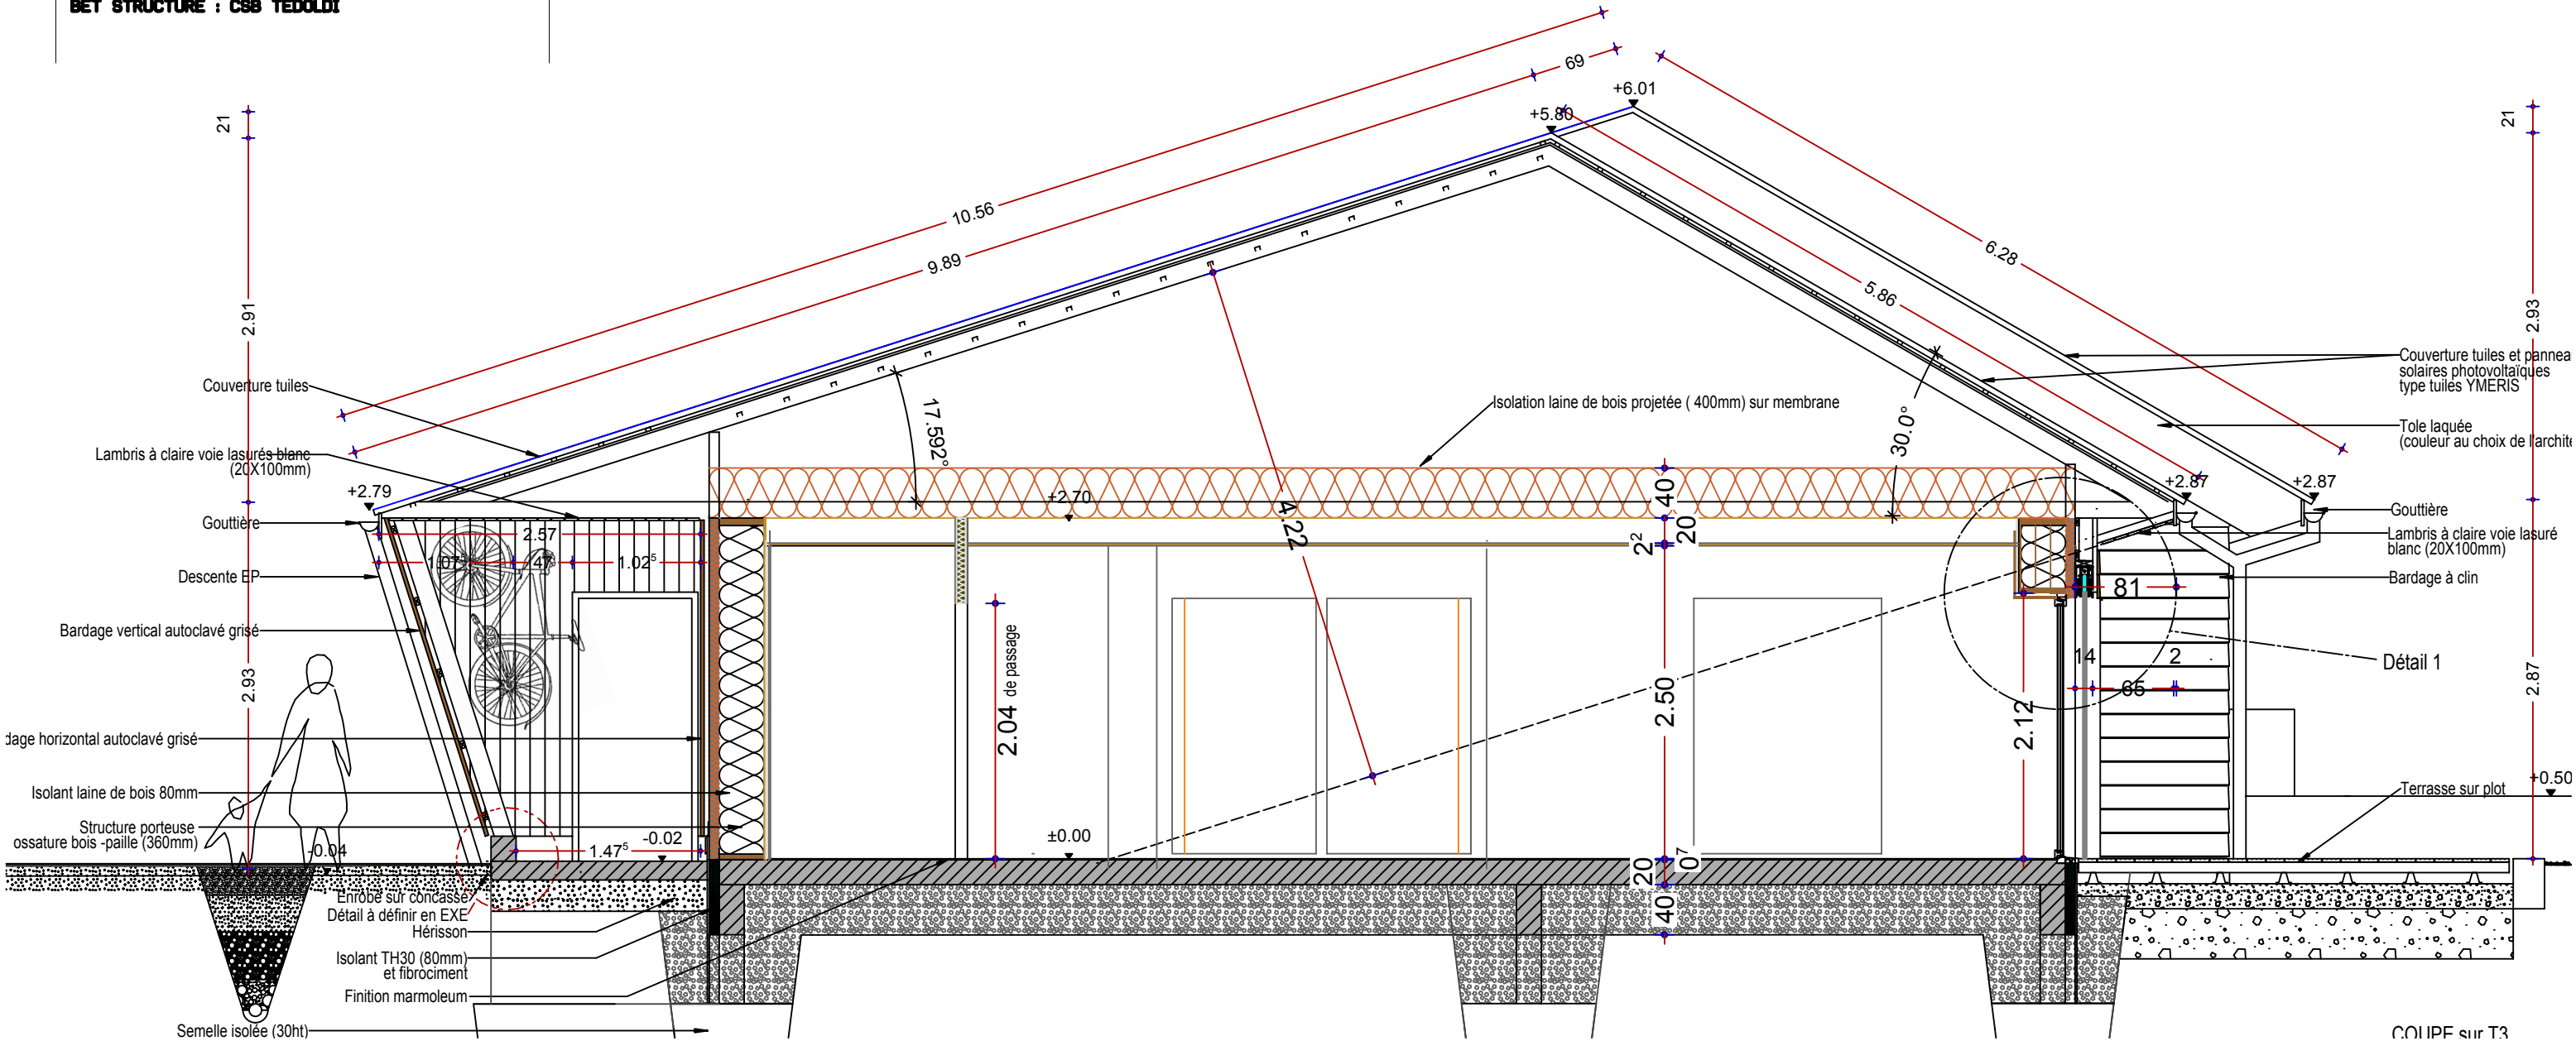 BET STRUCTURE : CSB TEDOLDI
21
2.91
2.93
10.56
69
9.89
+5.80
+6.01
6.28
5.86
21
2.93
2.87
Couverture tuiles
Lambris à claire voie lasurés blanc
(20X100mm)
+2.79
Gouttière
Descente EP
Bardage vertical autoclavé grisé
dage horizontal autoclavé grisé
Isolant laine de bois 80mm
Structure porteuse
ossature bois -paille (360mm)
-0.04
Enrobé sur concassé
Détail à définir en EXE
Hérisson
Isolant TH30 (80mm)
et fibrociment
Finition marmoleum
Semelle isolée (30ht)
2.57
1.07⁵
47
1.02⁵
1.47⁵
-0.02
17.592°
+2.70
2.04 de passage
±0.00
4.22
Isolation laine de bois projetée ( 400mm) sur membrane
30.0°
40
20
2²
2.50
20
0⁷
40
2.12
+2.87
+2.87
81
14
2
65
Couverture tuiles et pannea
solaires photovoltaïques
type tuiles YMERIS
Tole laquée
(couleur au choix de l'archite
Gouttière
Lambris à claire voie lasuré
blanc (20X100mm)
Bardage à clin
Détail 1
Terrasse sur plot
+0.50
COUPE sur T3